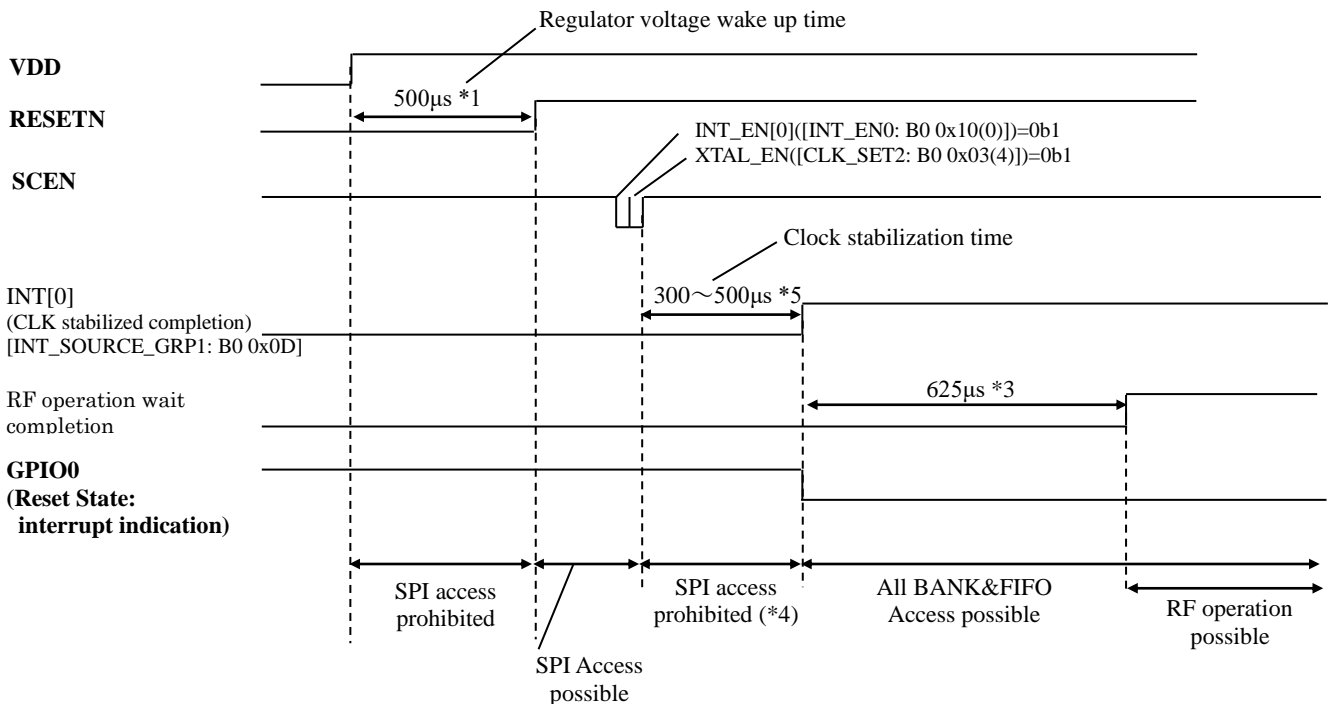 Regulator voltage wake up time
VDD
500μs *1
RESETN
INT_EN[0]([INT_EN0: B0 0x10(0)])=0b1
XTAL_EN([CLK_SET2: B0 0x03(4)])=0b1
SCEN
Clock stabilization time
INT[0]
300～500μs *5
(CLK stabilized completion)
[INT_SOURCE_GRP1: B0 0x0D]
RF operation wait
completion
625μs *3
GPIO0
(Reset State:
interrupt indication)
SPI access
prohibited
SPI Access
possible
SPI access
prohibited (*4)
All BANK&FIFO
Access possible
RF operation
possible